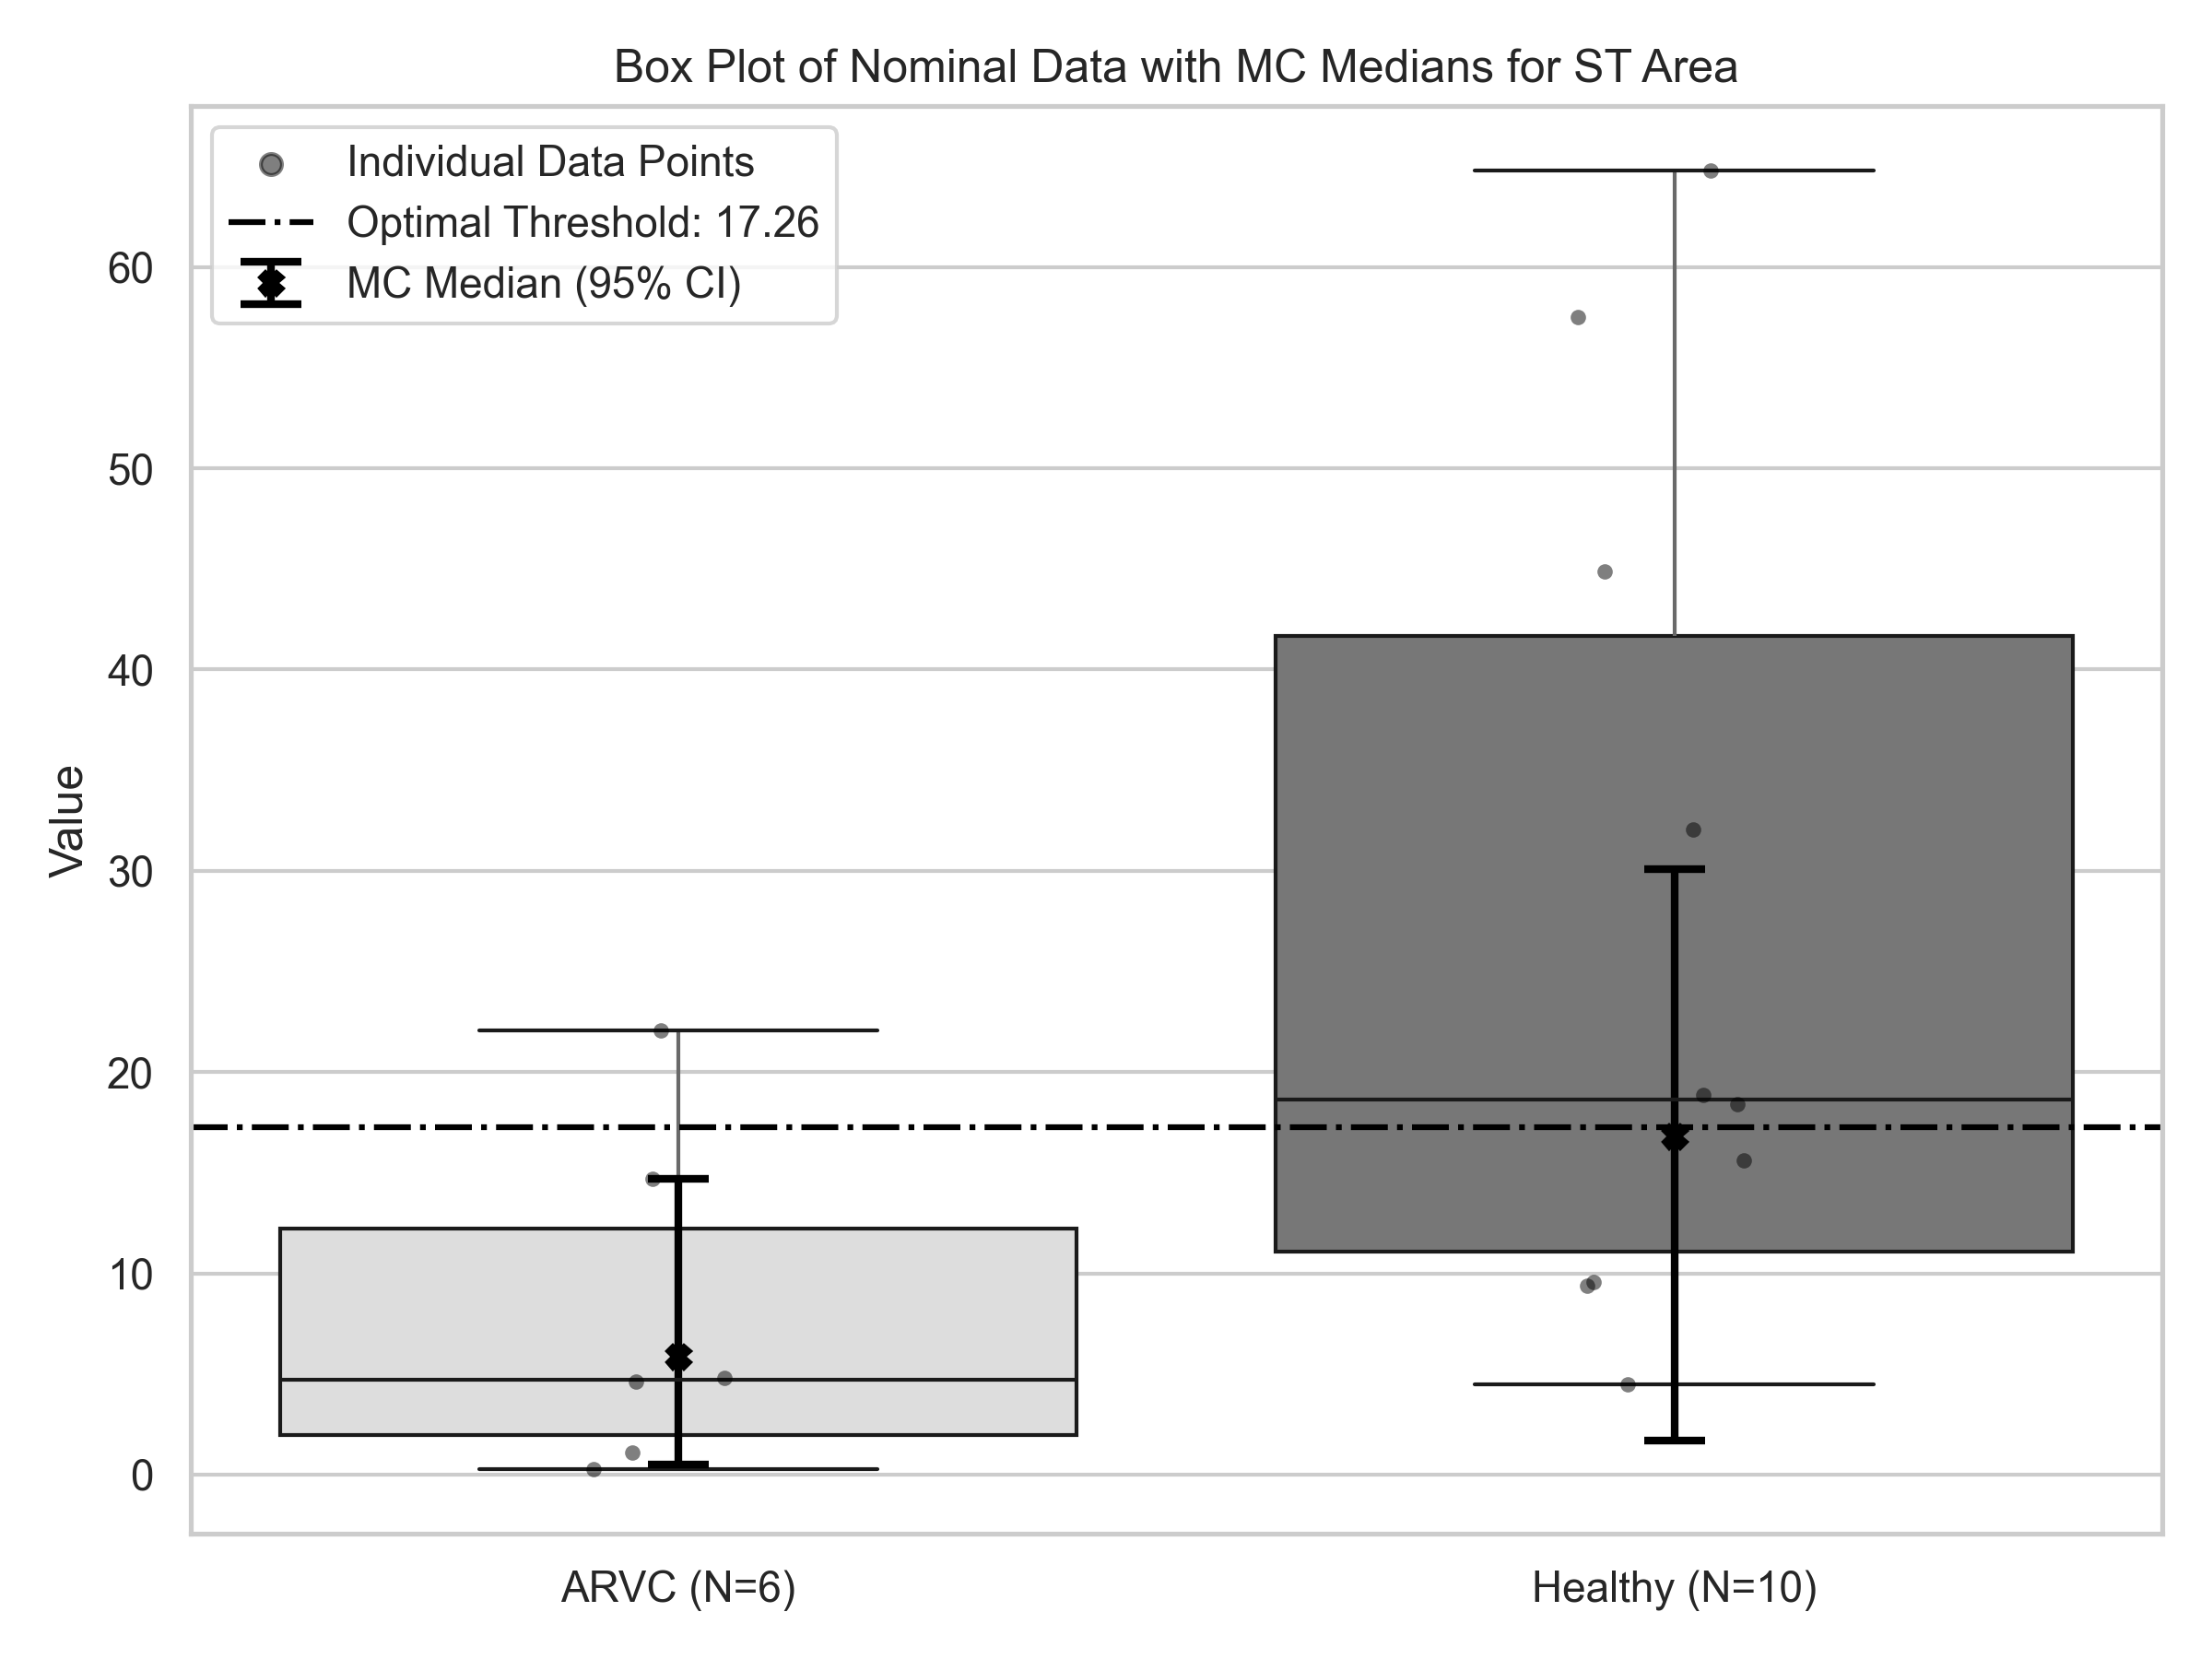 Box Plot of Nominal Data with MC Medians for ST Area
Individual Data Points
Optimal Threshold: 17.26
MC Median (95% CI)
60
50
40
30
20
10
0
Value
ARVC (N=6)
Healthy (N=10)